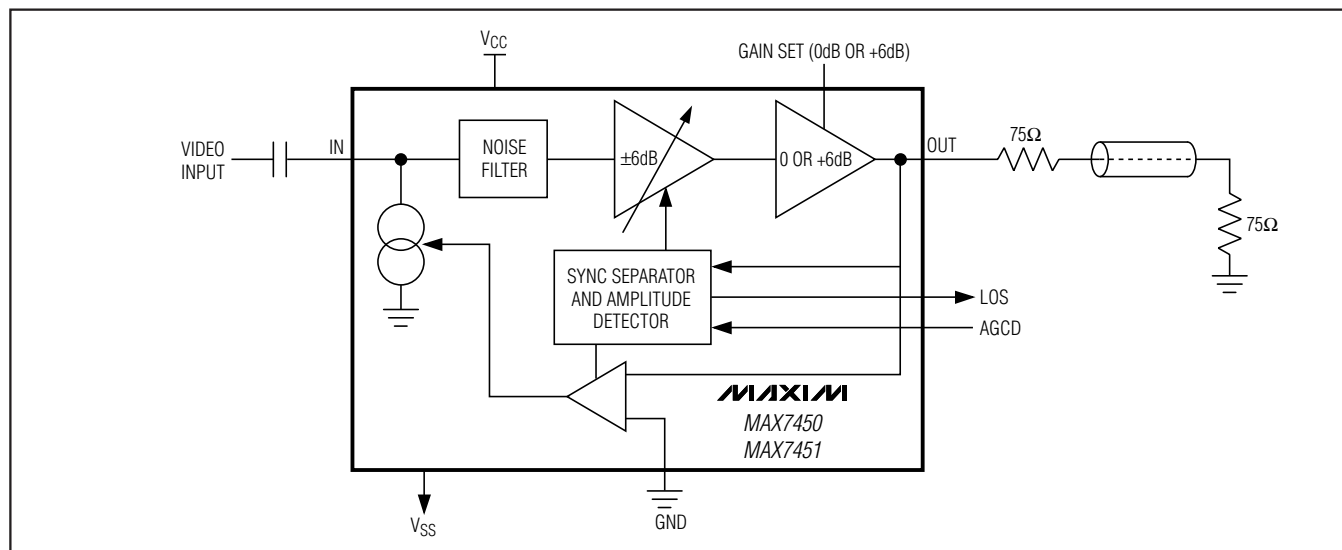 VCC
GAIN SET (0dB OR +6dB)
VIDEO
INPUT
IN
NOISE
FILTER
±6dB
0 OR +6dB
OUT
75Ω
75Ω
SYNC SEPARATOR
AND AMPLITUDE
DETECTOR
LOS
AGCD
MAXIM
MAX7450
MAX7451
VSS
GND